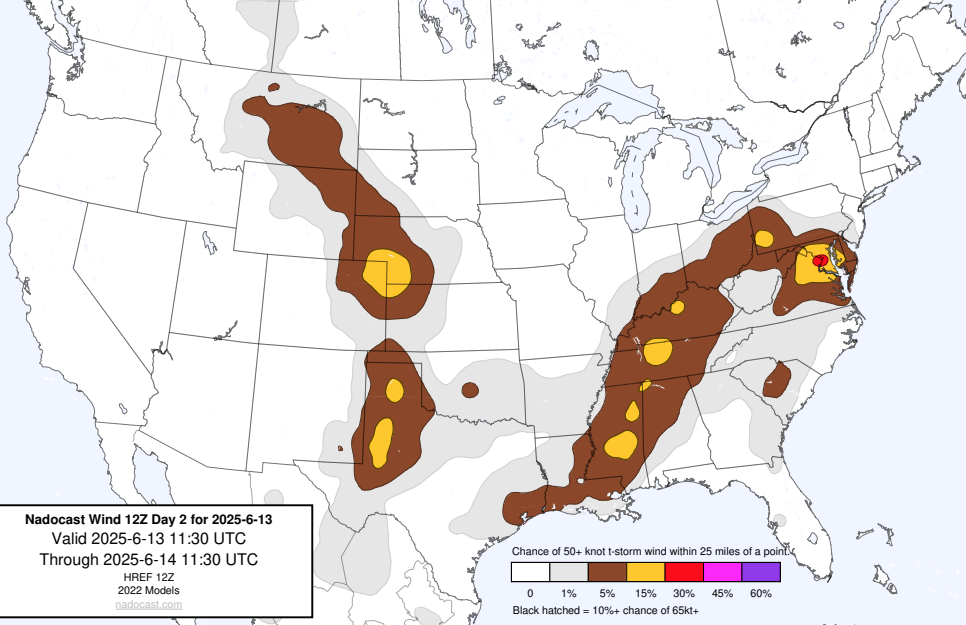 Nadocast Wind 12Z Day 2 for 2025-6-13
Valid 2025-6-13 11:30 UTC
Through 2025-6-14 11:30 UTC
HREF 12Z
2022 Models
nadocast.com
Chance of 50+ knot t-storm wind within 25 miles of a point.
0 1% 5% 15% 30% 45% 60%
Black hatched = 10%+ chance of 65kt+